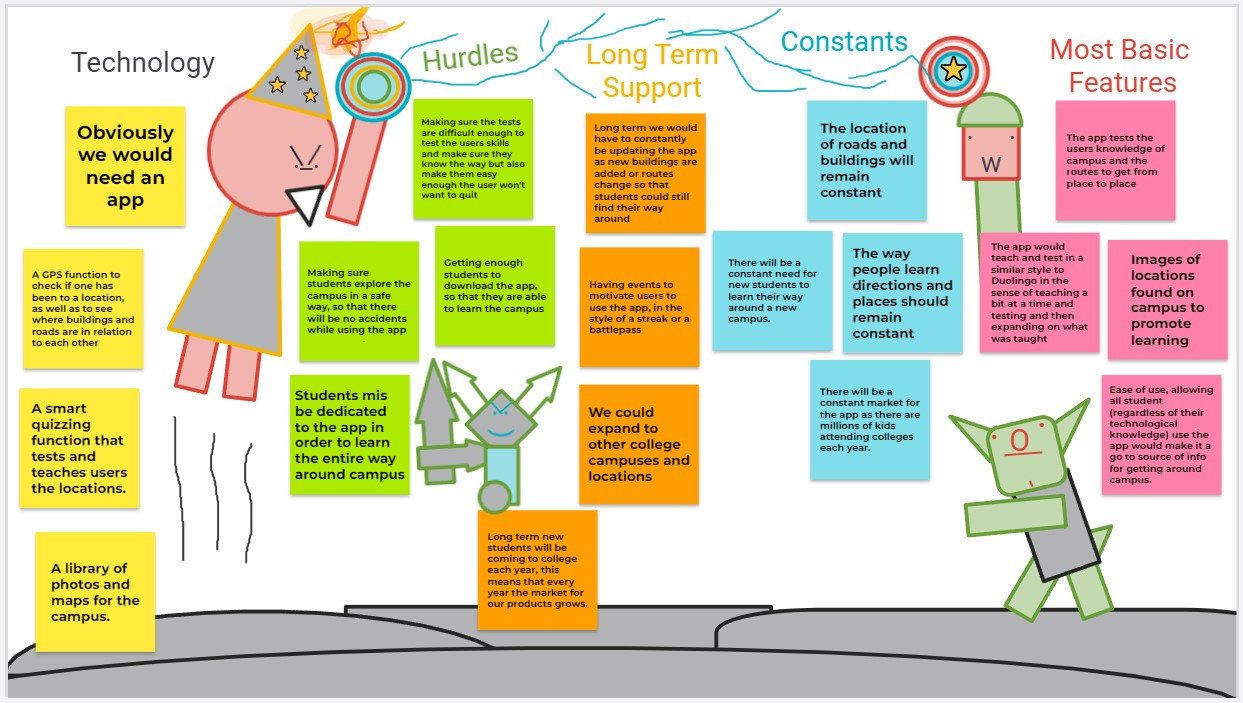 Technology
Hurdles
Long Term
Support
Constants
Most Basic
Features
Obviously
we would
need an
app
A GPS function to
check if one has
been to a location,
as well as to see
where buildings and
roads are in relation
to each other
A smart
quizzing
function that
tests and
teaches users
the locations.
A library of
photos and
maps for the
campus.
Making sure the tests
are difficult enough to
test the users skills
and make sure they
know the way but also
make them easy
enough the user won't
want to quit
Making sure
students explore the
campus in a safe
way, so that there
will be no accidents
while using the app
.
Getting enough
students to
download the app,
so that they are able
to learn the campus
Students mis
be dedicated
to the app in
order to learn
the entire way
around campus
Long term we would
have to constantly
be updating the app
as new buildings are
added or routes
change so that
students could still
find their way
around
Having events to
motivate users to
use the app, in the
style of a streak or a
battlepass
We could
expand to
other college
campuses and
locations
Long term new
students will be
coming to college
each year, this
means that every
year the market for
our products grows.
The location
of roads and
buildings will
remain
constant
There will be a
constant need for
new students to
learn their way
around a new
campus.
The way
people learn
directions and
places should
remain
constant
There will be a
constant market for
the app as there are
millions of kids
attending colleges
each year.
W
The app tests the
users knowledge of
campus and the
routes to get from
place to place
The app would
teach and test in a
similar style to
Duolingo in the
sense of teaching a
bit at a time and
testing and then
expanding on what
was taught
Images of
locations
found on
campus to
promote
learning
Ease of use, allowing
all student
(regardless of their
technological
knowledge) use the
app would make it a
go to source of info
for getting around
campus.